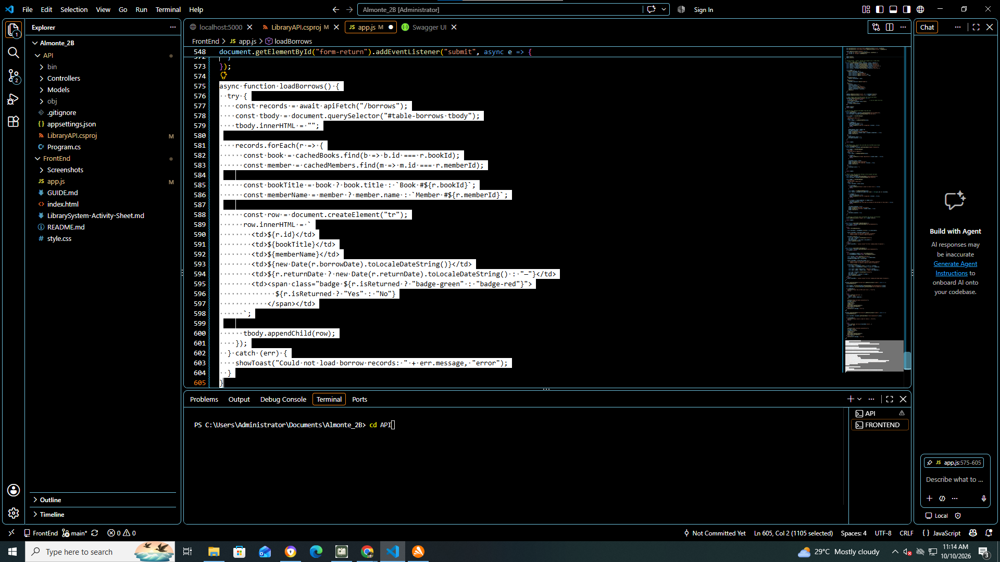 File Edit Selection View Go Run Terminal Help
Almonte_2B [Administrator]
Sign In
Explorer
Almonte_2B
API
bin
Controllers
Models
obj
.gitignore
appsettings.json
LibraryAPI.csproj M
Program.cs
FrontEnd
Screenshots
app.js M
GUIDE.md
index.html
LibrarySystem-Activity-Sheet.md
README.md
style.css
Outline
Timeline
localhost:5000 LibraryAPI.csproj M app.js M Swagger UI
FrontEnd > JS app.js > loadBorrows
548 document.getElementById("form-return").addEventListener("submit", async e => {
573 });
574
575 async function loadBorrows() {
576 try {
577 const records = await apiFetch("/borrows");
578 const tbody = document.querySelector("#table-borrows tbody");
579 tbody.innerHTML = "";
580
581 records.forEach(r => {
582 const book = cachedBooks.find(b => b.id === r.bookId);
583 const member = cachedMembers.find(m => m.id === r.memberId);
584
585 const bookTitle = book ? book.title : `Book #${r.bookId}`;
586 const memberName = member ? member.name : `Member #${r.memberId}`;
587
588 const row = document.createElement("tr");
589 row.innerHTML = `
590 <td>${r.id}</td>
591 <td>${bookTitle}</td>
592 <td>${memberName}</td>
593 <td>${new Date(r.borrowDate).toLocaleDateString()}</td>
594 <td>${r.returnDate ? new Date(r.returnDate).toLocaleDateString() : "—"}</td>
595 <td><span class="badge ${r.isReturned ? "badge-green" : "badge-red"}">
596 ${r.isReturned ? "Yes" : "No"}
597 </span></td>
598 `;
599
600 tbody.appendChild(row);
601 });
602 } catch (err) {
603 showToast("Could not load borrow records: " + err.message, "error");
604 }
605 }
Problems Output Debug Console Terminal Ports
PS C:\Users\Administrator\Documents\Almonte_2B> cd API
API
FRONTEND
Chat
Build with Agent
AI responses may
be inaccurate
Generate Agent
Instructions to
onboard AI onto
your codebase.
JS app.js:575-605
Describe what to ...
Local
FrontEnd main* 0 0
Not Committed Yet Ln 605, Col 2 (1105 selected) Spaces: 4 UTF-8 CRLF { } JavaScript
Type here to search
29°C Mostly cloudy
11:14 AM
10/10/2026
3